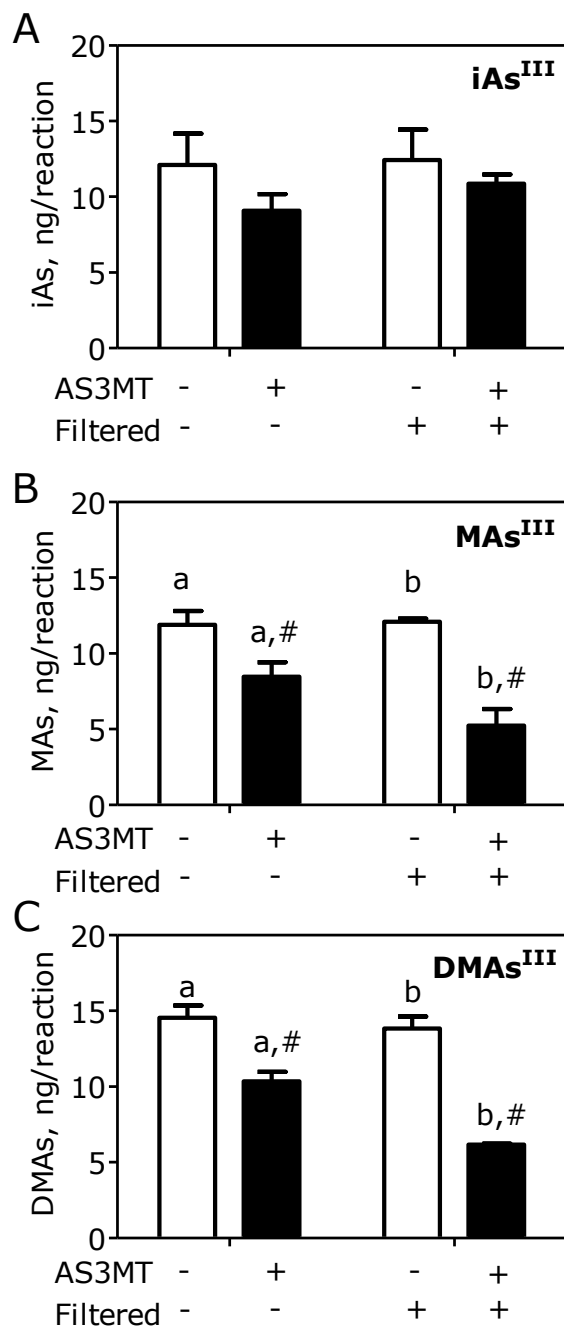 A
iAs, ng/reaction
20
15
10
5
0
iAs^III
AS3MT - + - +
Filtered - - + +
B
MAs, ng/reaction
20
15
10
5
0
MAs^III
a
a,#
b
b,#
AS3MT - + - +
Filtered - - + +
C
DMAs, ng/reaction
20
15
10
5
0
DMAs^III
a
a,#
b
b,#
AS3MT - + - +
Filtered - - + +